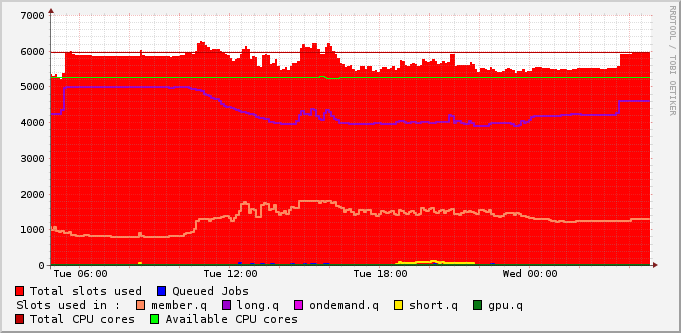 RRDTOOL / TOBI OETIKER
7000
6000
5000
4000
3000
2000
1000
0
Tue 06:00 Tue 12:00 Tue 18:00 Wed 00:00
Total slots used Queued Jobs
Slots used in : member.q long.q ondemand.q short.q gpu.q
Total CPU cores Available CPU cores